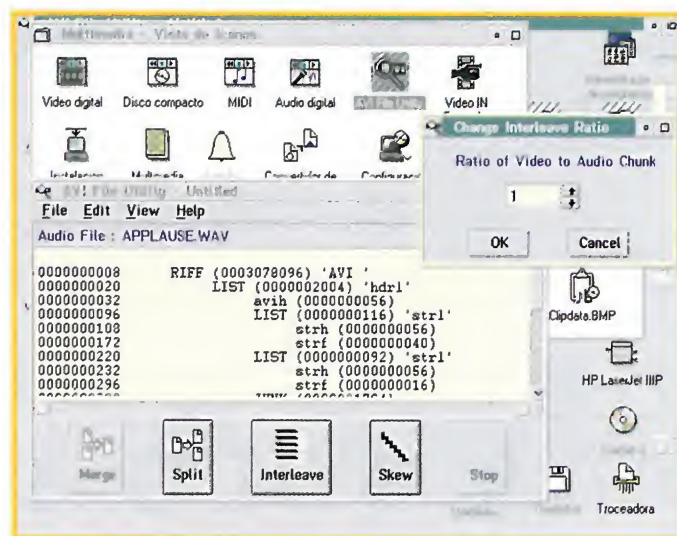 Multimedia - Vista de iconos
Video digital
Disco compacto
MIDI
Audio digital
AVI File Utility
Video IN
Change Interleave Ratio
Ratio of Video to Audio Chunk
1
OK
Cancel
AVI File Utility - Untitled
File Edit View Help
Audio File : APPLAUSE.WAV
0000000008 RIFF (0003078096) 'AVI '
0000000020 LIST (0000002004) 'hdrl'
0000000032 avih (0000000056)
0000000096 LIST (0000000116) 'strl'
0000000108 strh (0000000056)
0000000172 strf (0000000040)
0000000220 LIST (0000000092) 'strl'
0000000232 strh (0000000056)
0000000296 strf (0000000016)
Merge
Split
Interleave
Skew
Stop
Clipdata.BMP
HP LaserJet IIIP
Troceadora